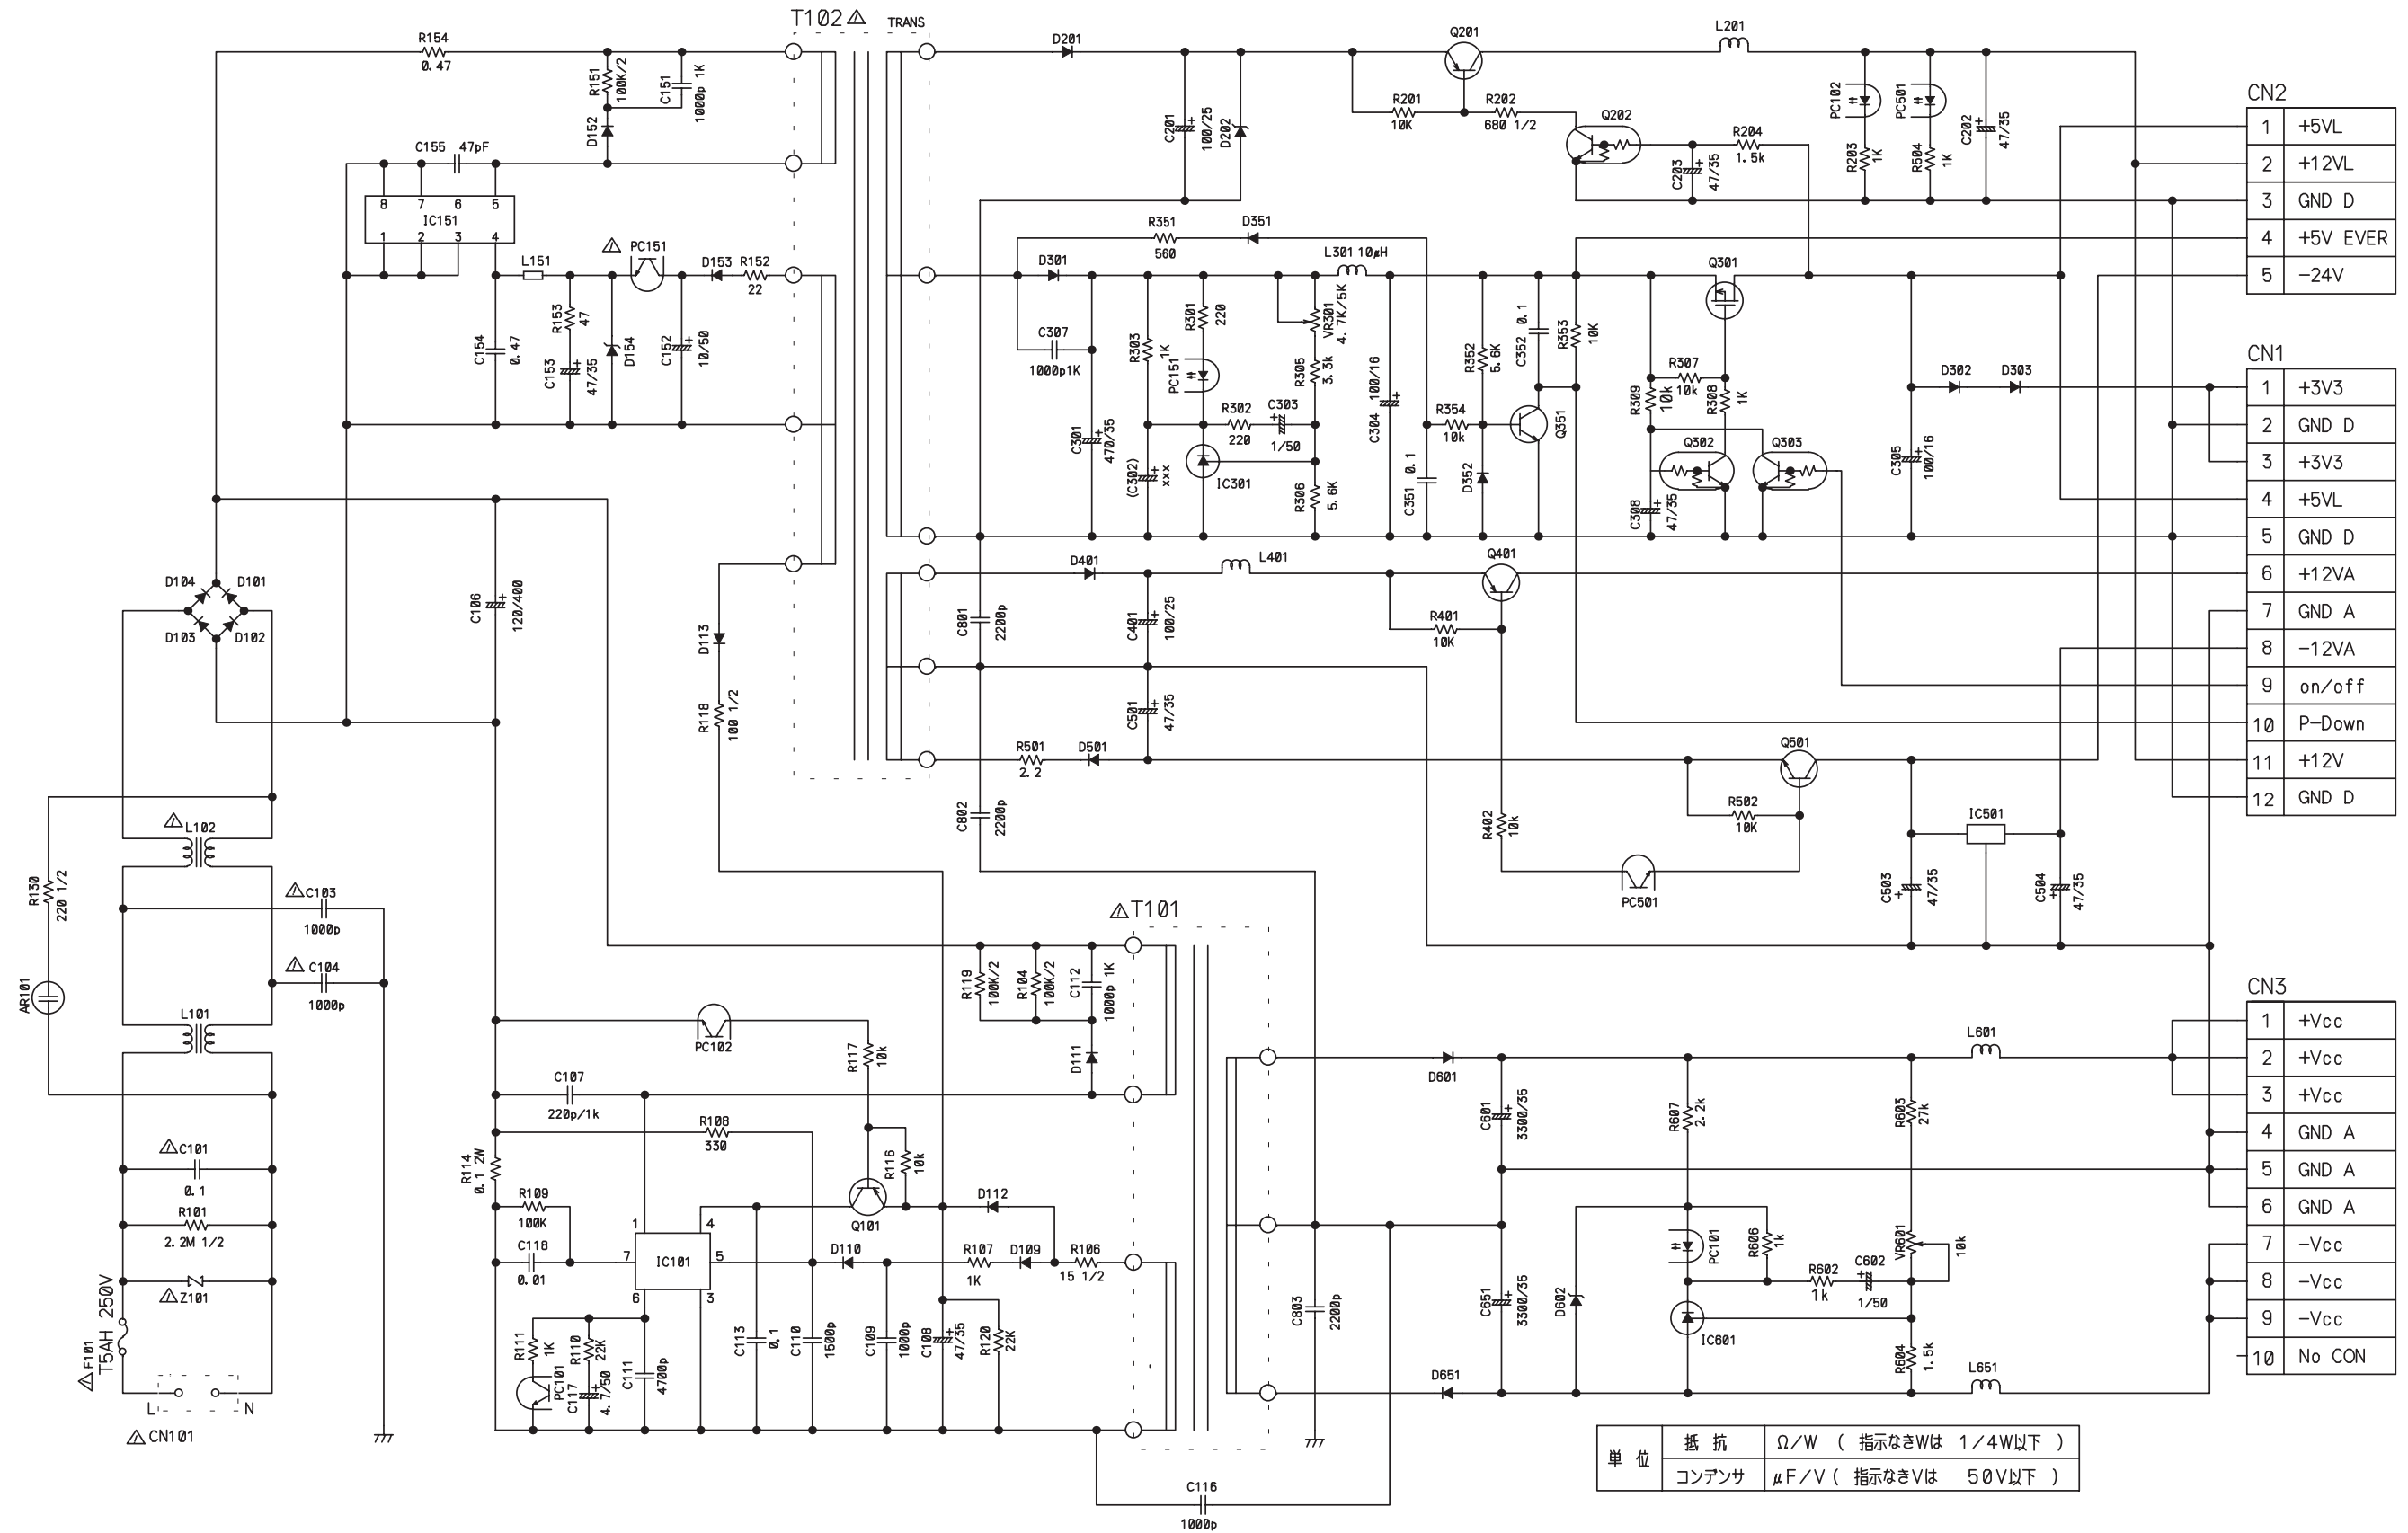 T102 TRANS
R154
0.47
R151
100K/2
C151
1000p 1K
D152
C155 47pF
8 7 6 5
IC151
1 2 3 4
L151
PC151
D153 R152
22
R153
47
C154
0.47
C153
47/35
D154
C152
10/50
D104 D101
D103 D102
C106
120/400
D113
R118
100 1/2
L102
R130
220 1/2
C103
1000p
C104
1000p
AR101
L101
C101
0.1
R101
2.2M 1/2
Z101
F101
T5AH 250V
L N
CN101
D201
Q201
L201
C201
100/25
D202
R201
10K
R202
680 1/2
Q202
C203
47/35
R204
1.5k
PC102
R203
1K
PC501
R504
1K
C202
47/35
R351
560
D351
D301
L301 10μH
Q301
C307
1000p1K
R303
1K
R301
220
PC151
VR301
4.7K/5K
R305
3.3k
C304 100/16
R302
220
C303
1/50
C301
470/35
(C302)
xx
IC301
R306
5.6K
R354
10k
C351 0.1
R352
5.6K
D352
C352 0.1
R353
10K
Q351
R309
10k
R307
10k
R308
1K
Q302
Q303
C308
47/35
C305
100/16
D302 D303
D401
L401
Q401
C801
2200p
C401
100/25
R401
10K
C501
47/35
R501
2.2
D501
C802
2200p
R402
10k
Q501
R502
10K
PC501
IC501
C503
47/35
C504
47/35
CN2
1 +5VL
2 +12VL
3 GND D
4 +5V EVER
5 -24V
CN1
1 +3V3
2 GND D
3 +3V3
4 +5VL
5 GND D
6 +12VA
7 GND A
8 -12VA
9 on/off
10 P-Down
11 +12V
12 GND D
T101
R119
100K/2
R104
100K/2
C112
1000p 1K
D111
PC102
R117
10k
C107
220p/1k
R108
330
R114
0.1 2W
R116
10k
R109
100K
C118
0.01
Q101
D112
1 4
7 IC101 5
6 3
D110
R107
1K
D109
R106
15 1/2
R111
1K
PC101
R110
22K
C117
4.7/50
C111
4700p
C113
0.1
C110
1500p
C109
1000p
C108
47/35
R120
22K
C116
1000p
D601
L601
C601
3300/35
R607
2.2k
R603
27k
PC101
R606
1k
VR601
10k
R602
1k
C602
1/50
C803
2200p
C651
3300/35
D602
IC601
R604
1.5k
D651
L651
CN3
1 +Vcc
2 +Vcc
3 +Vcc
4 GND A
5 GND A
6 GND A
7 -Vcc
8 -Vcc
9 -Vcc
10 No CON
単位 抵抗 Ω/W ( 指示なきWは 1/4W以下 )
コンデンサ μF/V ( 指示なきVは 50V以下 )